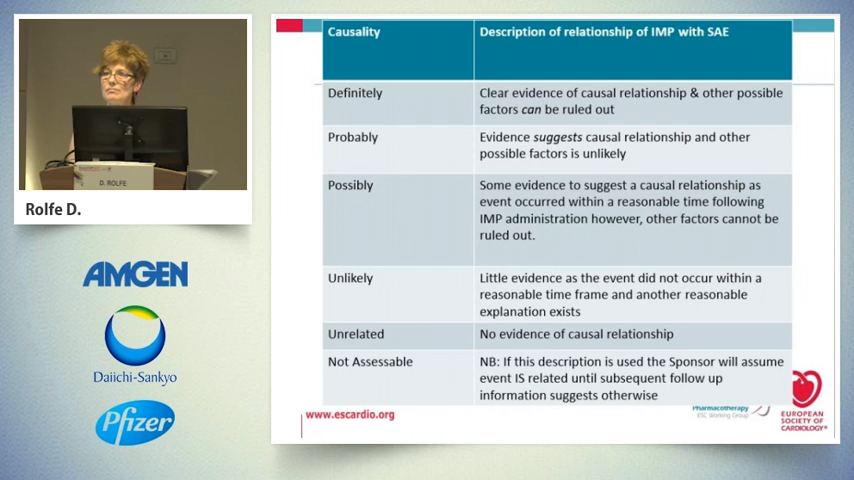 Causality
Description of relationship of IMP with SAE
Definitely
Clear evidence of causal relationship & other possible
factors can be ruled out
Probably
Evidence suggests causal relationship and other
possible factors is unlikely
Possibly
Some evidence to suggest a causal relationship as
event occurred within a reasonable time following
IMP administration however, other factors cannot be
ruled out.
Unlikely
Little evidence as the event did not occur within a
reasonable time frame and another reasonable
explanation exists
Unrelated
No evidence of causal relationship
Not Assessable
NB: If this description is used the Sponsor will assume
event IS related until subsequent follow up
information suggests otherwise
www.escardio.org
Pharmacotherapy
ESC Working Group
EUROPEAN
SOCIETY OF
CARDIOLOGY®
D. ROLFE
Rolfe D.
AMGEN
Daiichi-Sankyo
Pfizer